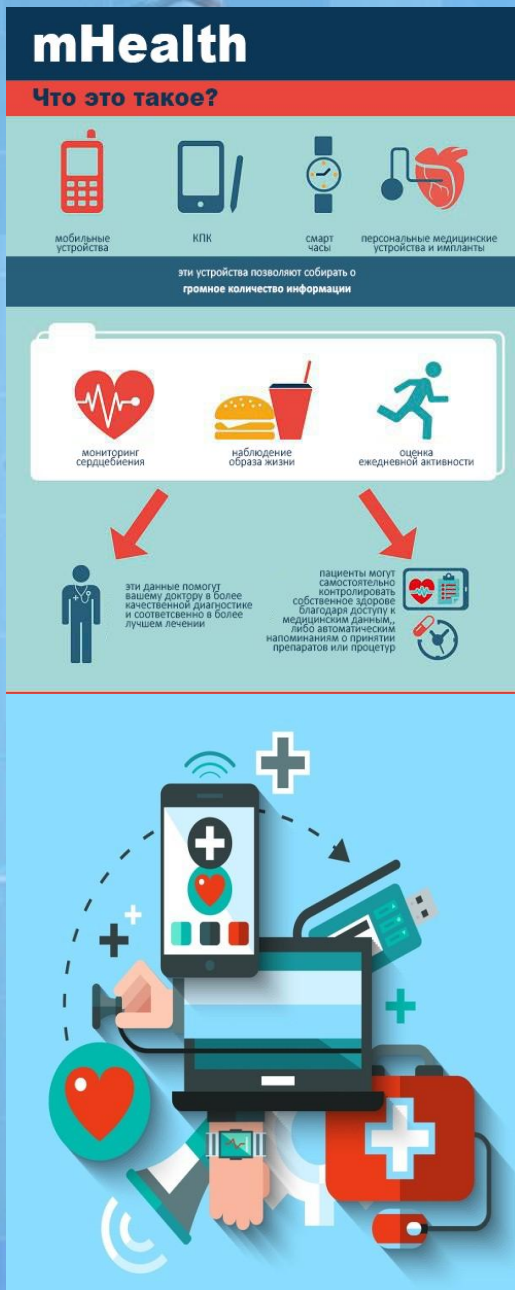 mHealth
Что это такое?
мобильные
устройства
КПК
смарт
часы
персональные медицинские
устройства и импланты
эти устройства позволяют собирать о
громное количество информации
мониторинг
сердцебиения
наблюдение
образа жизни
оценка
ежедневной активности
эти данные помогут
вашему доктору в более
качественной диагностике
и соответсвено в более
лучшем лечении
пациенты могут
самостоятельно
контролировать
собственное здорове
благодаря доступу к
медицинским данным,,
либо автоматическим
напоминаниям о принятии
препаратов или процетур